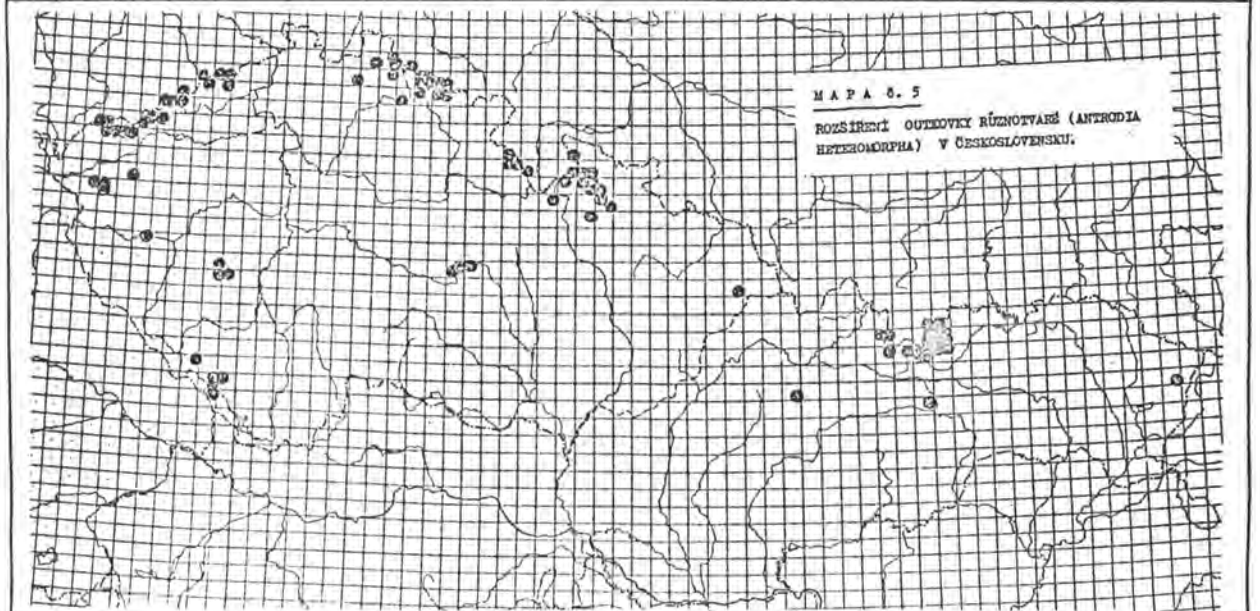 MAPA č. 5
ROZŠÍŘENÍ OUTKOVKY RŮZNOTVARÉ (ANTRODIA
HETEROMORPHA) V ČESKOSLOVENSKU.